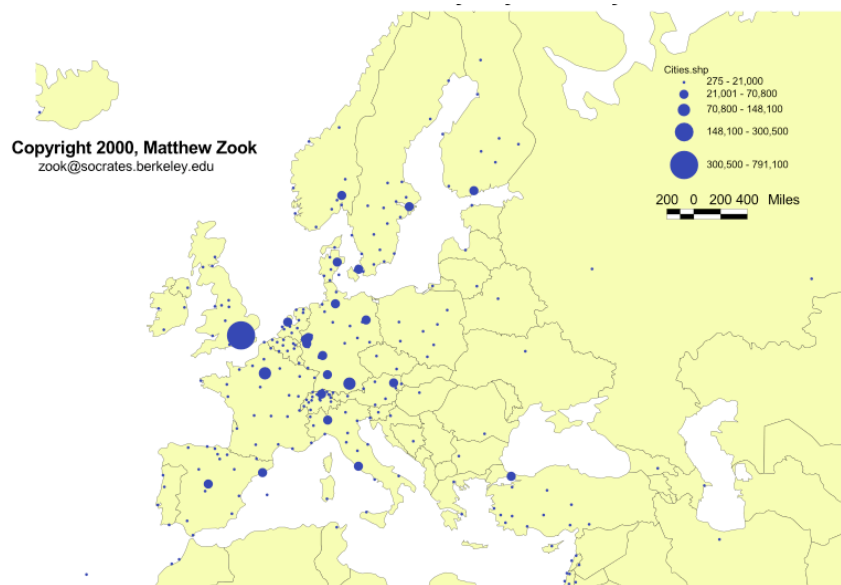 Cities.shp
275 - 21,000
21,001 - 70,800
70,800 - 148,100
148,100 - 300,500
300,500 - 791,100
Copyright 2000, Matthew Zook
zook@socrates.berkeley.edu
200 0 200 400 Miles